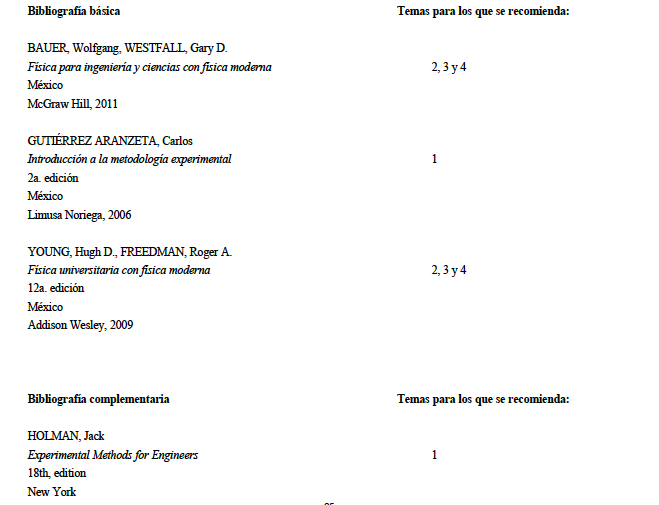 Bibliografía básica Temas para los que se recomienda:
BAUER, Wolfgang, WESTFALL, Gary D.
Física para ingeniería y ciencias con física moderna 2, 3 y 4
México
McGraw Hill, 2011
GUTIÉRREZ ARANZETA, Carlos
Introducción a la metodología experimental 1
2a. edición
México
Limusa Noriega, 2006
YOUNG, Hugh D., FREEDMAN, Roger A.
Física universitaria con física moderna 2, 3 y 4
12a. edición
México
Addison Wesley, 2009
Bibliografía complementaria Temas para los que se recomienda:
HOLMAN, Jack
Experimental Methods for Engineers 1
18th, edition
New York